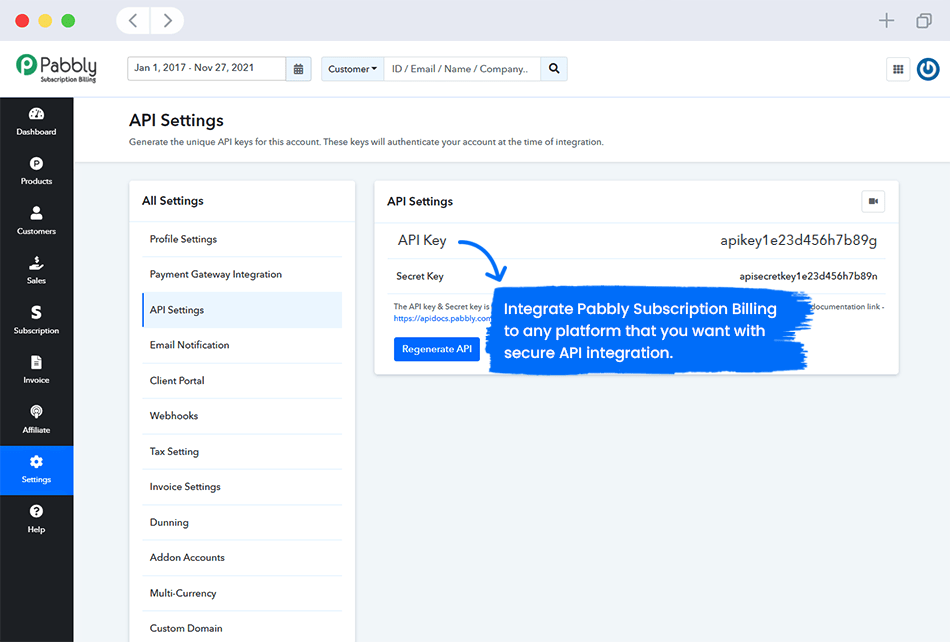 Pabbly
Subscription Billing
Jan 1, 2017 - Nov 27, 2021
Customer
ID / Email / Name / Company..
Dashboard
Products
Customers
Sales
Subscription
Invoice
Affiliate
Settings
Help
API Settings
Generate the unique API keys for this account. These keys will authenticate your account at the time of integration.
All Settings
Profile Settings
Payment Gateway Integration
API Settings
Email Notification
Client Portal
Webhooks
Tax Setting
Invoice Settings
Dunning
Addon Accounts
Multi-Currency
Custom Domain
API Settings
API Key apikey1e23d456h7b89g
Secret Key apisecretkey1e23d456h7b89n
The API key & Secret key is documentation link -
https://apidocs.pabbly.com
Regenerate API
Integrate Pabbly Subscription Billing
to any platform that you want with
secure API integration.